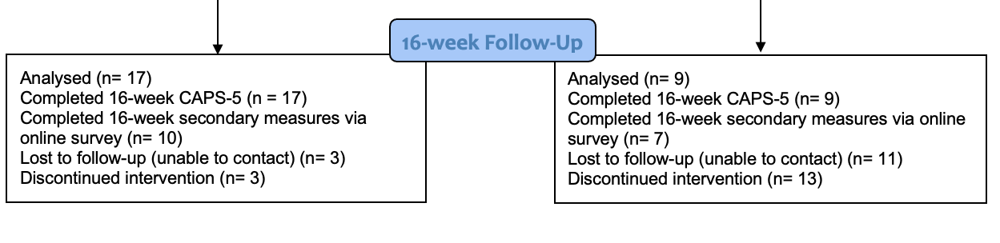 16-week Follow-Up
Analysed (n= 17)
Completed 16-week CAPS-5 (n = 17)
Completed 16-week secondary measures via
online survey (n= 10)
Lost to follow-up (unable to contact) (n= 3)
Discontinued intervention (n= 3)
Analysed (n= 9)
Completed 16-week CAPS-5 (n= 9)
Completed 16-week secondary measures via online
survey (n= 7)
Lost to follow-up (unable to contact) (n= 11)
Discontinued intervention (n= 13)